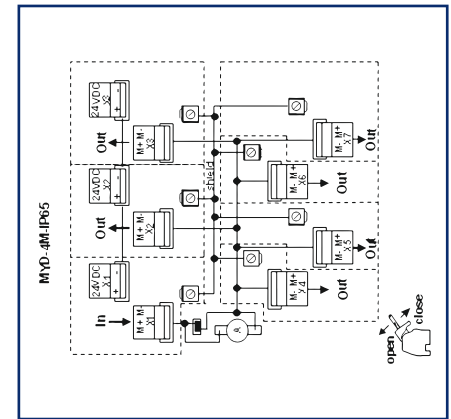 MYD-4M-IP65
24VDC
X1
- +
24VDC
X2
- +
24VDC
X3
- +
In
M+ M-
X1
Out
M+ M-
X2
Out
M+ M-
X3
shield
A
M- M+
X4
Out
M- M+
X5
Out
M- M+
X6
Out
M- M+
X7
Out
open
close